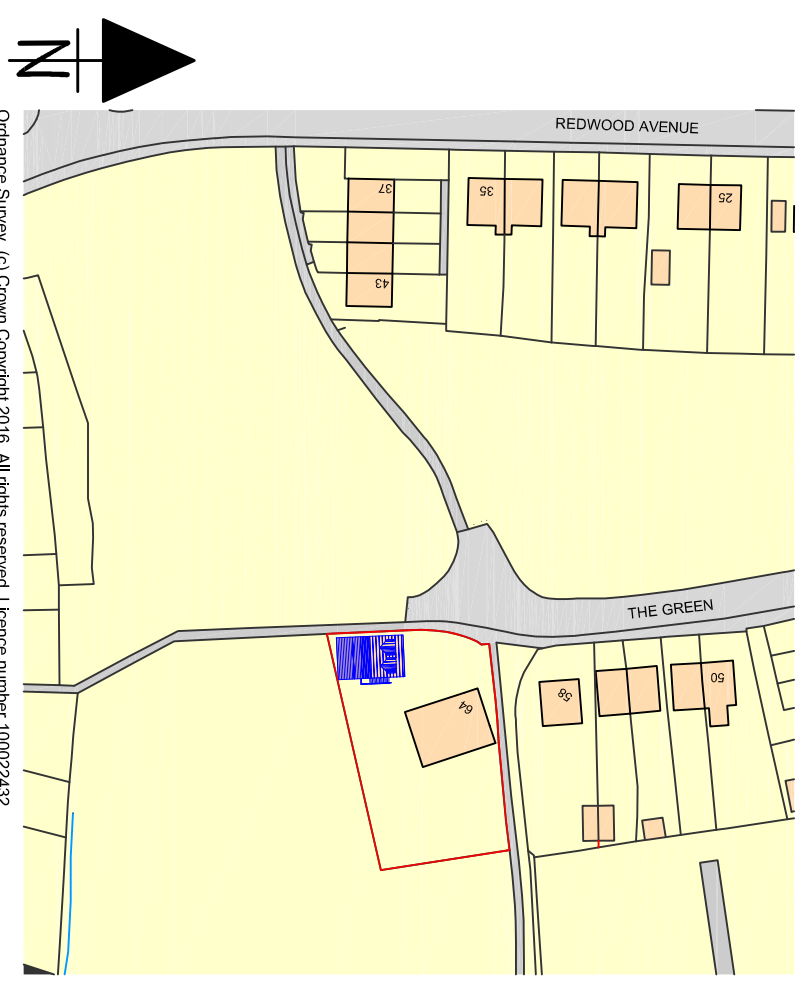 N
REDWOOD AVENUE
37
35
25
43
THE GREEN
64
58
50
Ordnance Survey, (c) Crown Copyright 2016. All rights reserved. Licence number 100022432